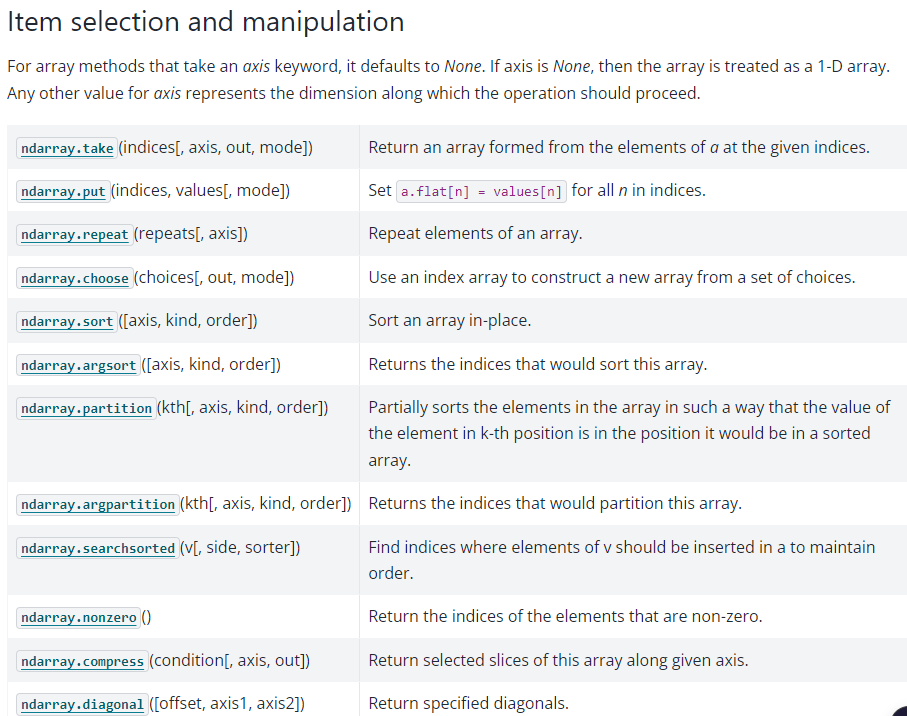 Item selection and manipulation
For array methods that take an axis keyword, it defaults to None. If axis is None, then the array is treated as a 1-D array.
Any other value for axis represents the dimension along which the operation should proceed.
ndarray.take(indices[, axis, out, mode]) Return an array formed from the elements of a at the given indices.
ndarray.put(indices, values[, mode]) Set a.flat[n] = values[n] for all n in indices.
ndarray.repeat(repeats[, axis]) Repeat elements of an array.
ndarray.choose(choices[, out, mode]) Use an index array to construct a new array from a set of choices.
ndarray.sort([axis, kind, order]) Sort an array in-place.
ndarray.argsort([axis, kind, order]) Returns the indices that would sort this array.
ndarray.partition(kth[, axis, kind, order]) Partially sorts the elements in the array in such a way that the value of
the element in k-th position is in the position it would be in a sorted
array.
ndarray.argpartition(kth[, axis, kind, order]) Returns the indices that would partition this array.
ndarray.searchsorted(v[, side, sorter]) Find indices where elements of v should be inserted in a to maintain
order.
ndarray.nonzero() Return the indices of the elements that are non-zero.
ndarray.compress(condition[, axis, out]) Return selected slices of this array along given axis.
ndarray.diagonal([offset, axis1, axis2]) Return specified diagonals.